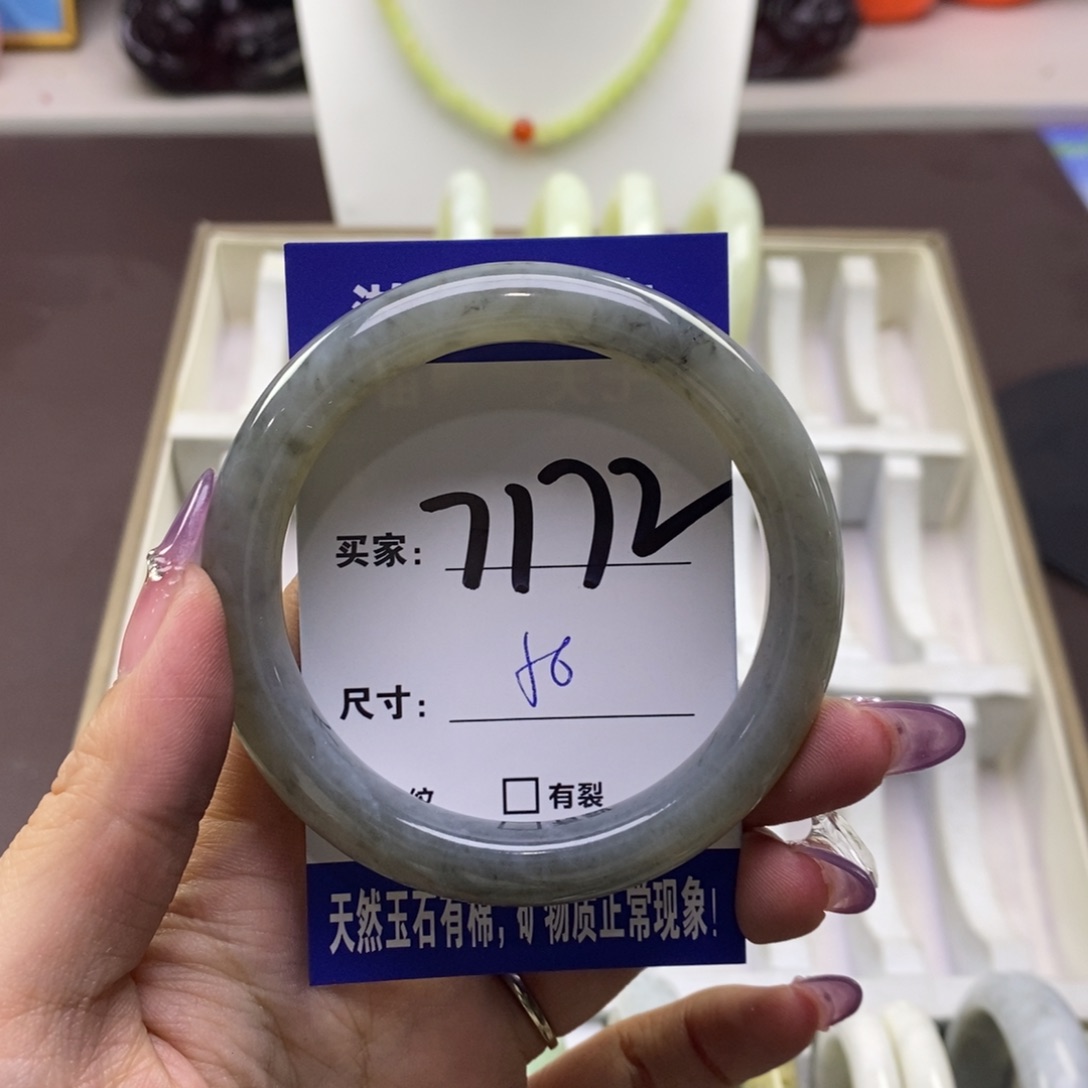 买家: 7172
尺寸: 56
纹 □有裂
天然玉石有棉,矿物质正常现象!